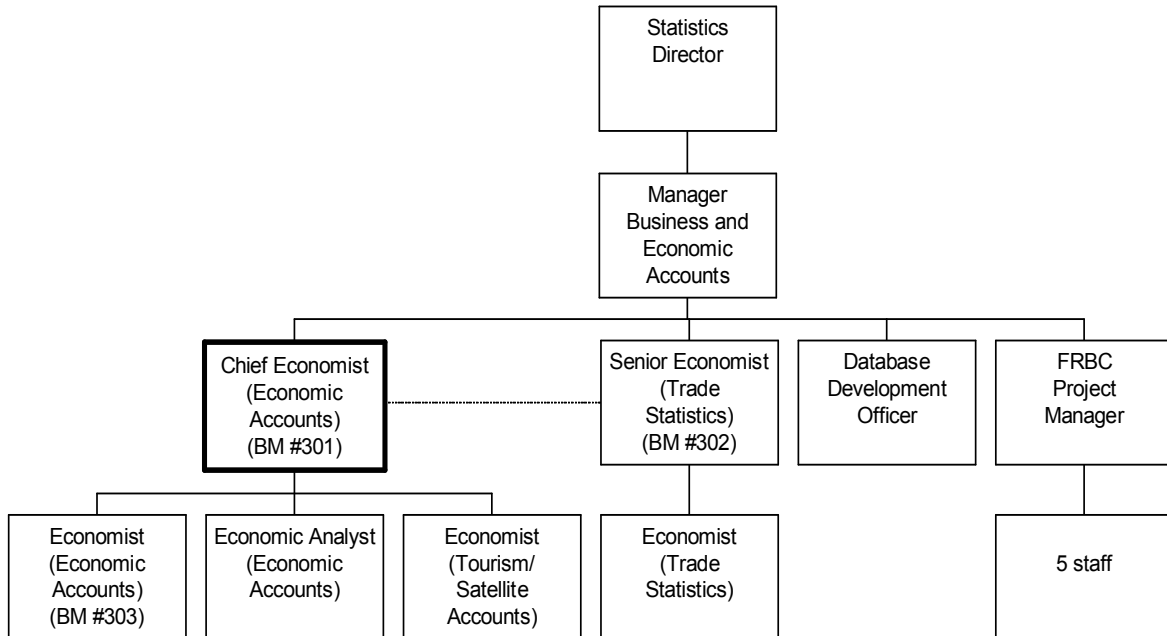 Statistics
Director
Manager
Business and
Economic
Accounts
Chief Economist
(Economic
Accounts)
(BM #301)
Senior Economist
(Trade
Statistics)
(BM #302)
Database
Development
Officer
FRBC
Project
Manager
Economist
(Economic
Accounts)
(BM #303)
Economic Analyst
(Economic
Accounts)
Economist
(Tourism/
Satellite
Accounts)
Economist
(Trade
Statistics)
5 staff